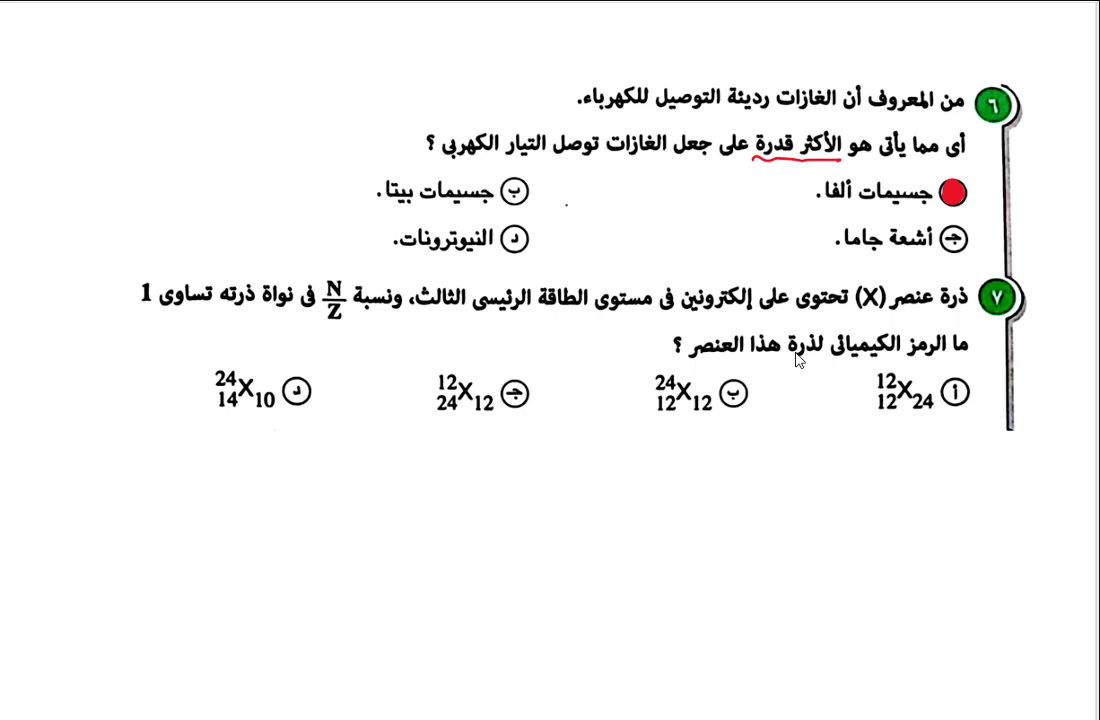 ٦ من المعروف أن الغازات رديئة التوصيل للكهرباء.
أى مما يأتى هو الأكثر قدرة على جعل الغازات توصل التيار الكهربى ؟
جسيمات ألفا. ب جسيمات بيتا.
جـ أشعة جاما. د النيوترونات.
٧ ذرة عنصر (X) تحتوى على إلكترونين فى مستوى الطاقة الرئيسى الثالث، ونسبة N/Z فى نواة ذرته تساوى 1
ما الرمز الكيميائى لذرة هذا العنصر ؟
أ ¹²₁₂X₂₄ ب ²⁴₁₂X₁₂ جـ ¹²₂₄X₁₂ د ²⁴₁₄X₁₀